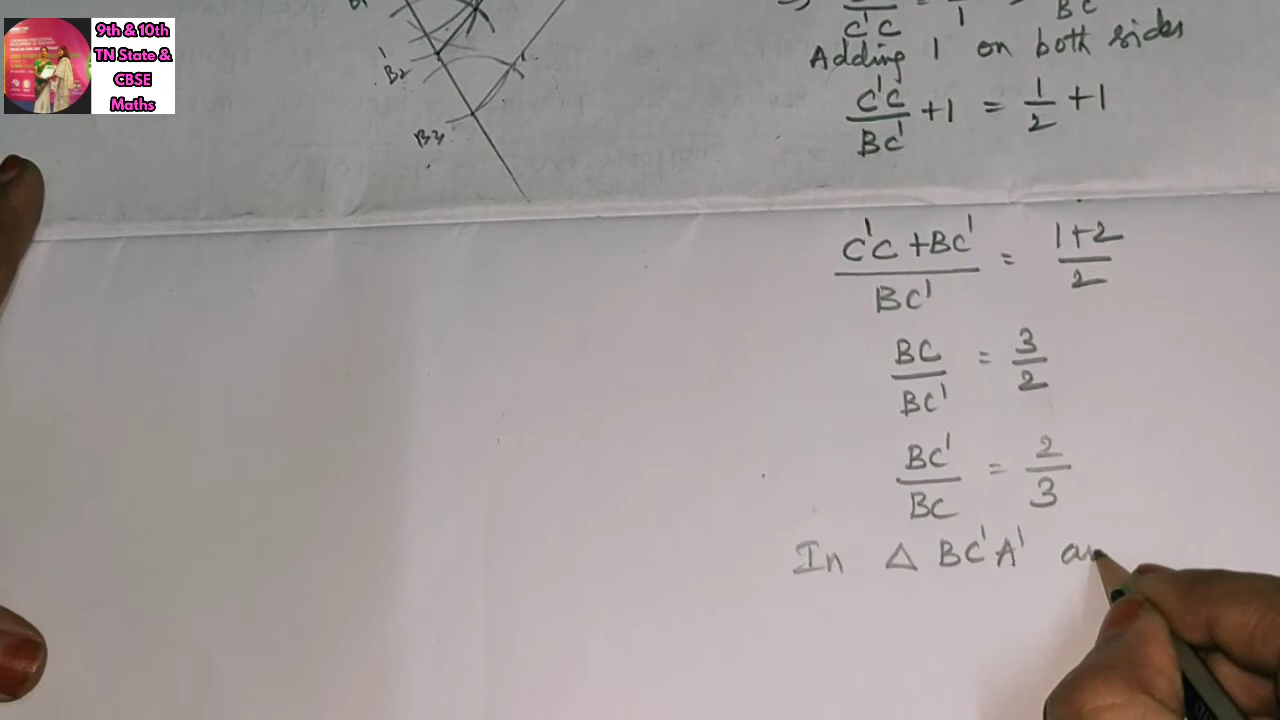 9th & 10th
TN State &
CBSE
Maths
B2
B3
C'C
Adding 1 on both sides
C'C/BC' + 1 = 1/2 + 1
C'C + BC'/BC' = 1+2/2
BC/BC' = 3/2
BC'/BC = 2/3
In △ BC'A' an